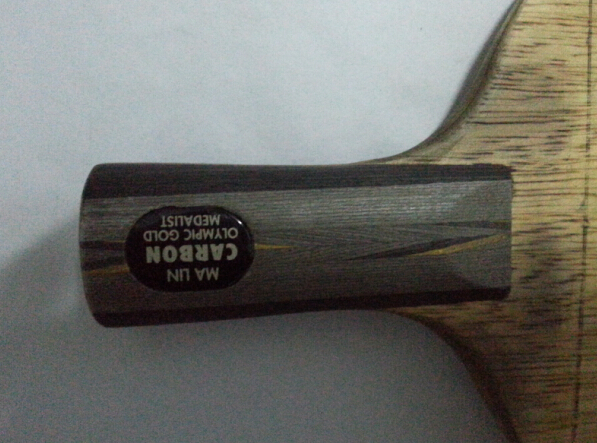 MA LIN
CARBON
OLYMPIC GOLD
MEDALIST